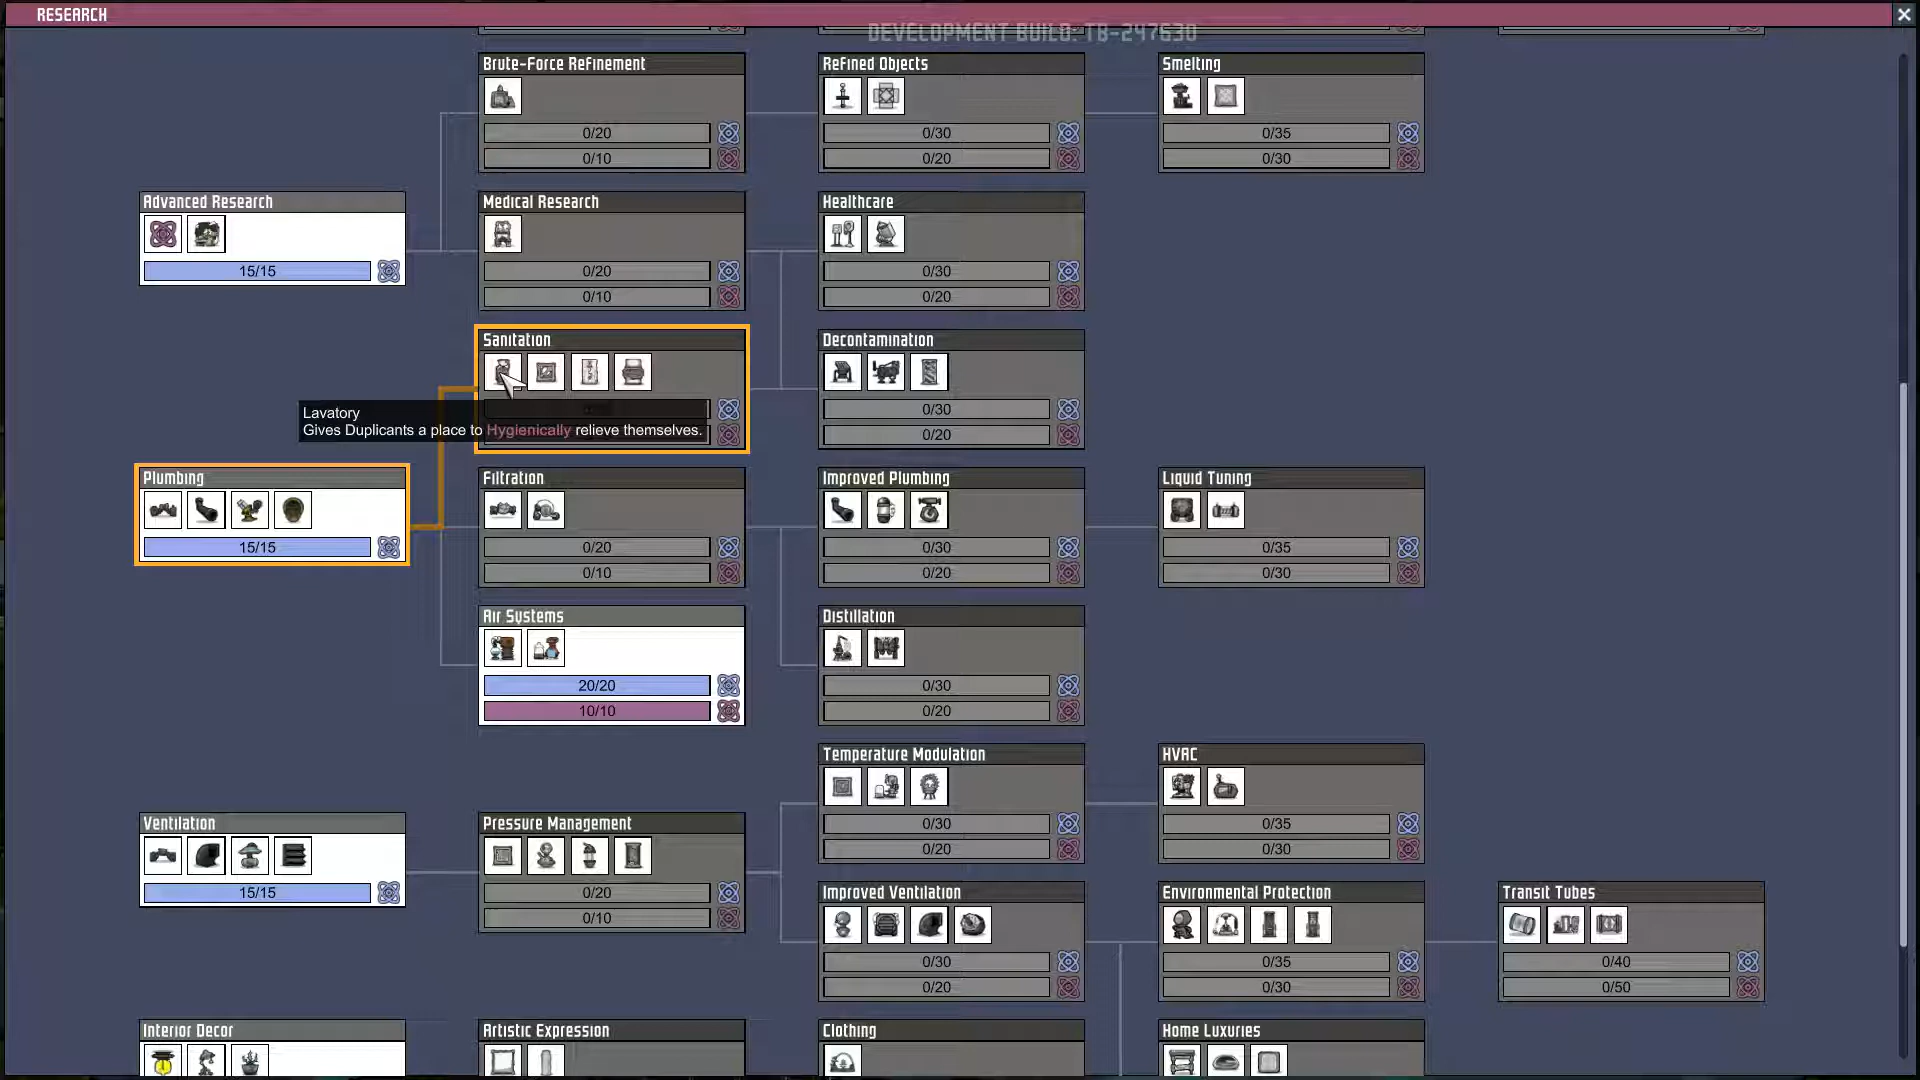 RESEARCH
DEVELOPMENT BUILD: TB-247630
Brute-Force Refinement
0/20
0/10
Refined Objects
0/30
0/20
Smelting
0/35
0/30
Advanced Research
15/15
Medical Research
0/20
0/10
Healthcare
0/30
0/20
Sanitation
Lavatory
Gives Duplicants a place to Hygienically relieve themselves.
Decontamination
0/30
0/20
Plumbing
15/15
Filtration
0/20
0/10
Improved Plumbing
0/30
0/20
Liquid Tuning
0/35
0/30
Air Systems
20/20
10/10
Distillation
0/30
0/20
Temperature Modulation
0/30
0/20
HVAC
0/35
0/30
Ventilation
15/15
Pressure Management
0/20
0/10
Improved Ventilation
0/30
0/20
Environmental Protection
0/35
0/30
Transit Tubes
0/40
0/50
Interior Decor
Artistic Expression
Clothing
Home Luxuries